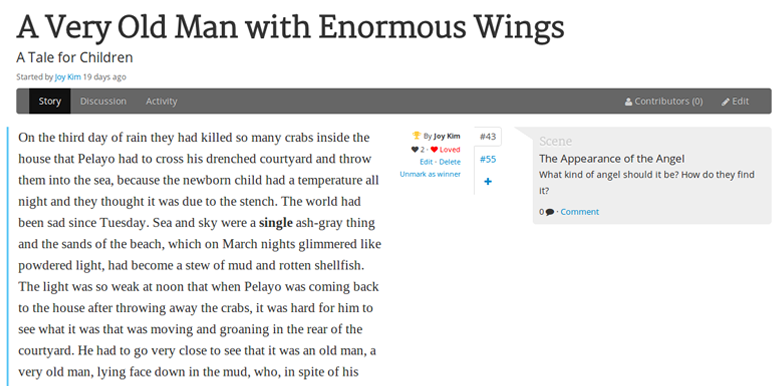 A Very Old Man with Enormous Wings
A Tale for Children
Started by Joy Kim 19 days ago
Story Discussion Activity Contributors (0) Edit
On the third day of rain they had killed so many crabs inside the
house that Pelayo had to cross his drenched courtyard and throw
them into the sea, because the newborn child had a temperature all
night and they thought it was due to the stench. The world had
been sad since Tuesday. Sea and sky were a single ash-gray thing
and the sands of the beach, which on March nights glimmered like
powdered light, had become a stew of mud and rotten shellfish.
The light was so weak at noon that when Pelayo was coming back
to the house after throwing away the crabs, it was hard for him to
see what it was that was moving and groaning in the rear of the
courtyard. He had to go very close to see that it was an old man, a
very old man, lying face down in the mud, who, in spite of his
By Joy Kim
2 · Loved
Edit · Delete
Unmark as winner
#43
#55
+
Scene
The Appearance of the Angel
What kind of angel should it be? How do they find
it?
0 · Comment